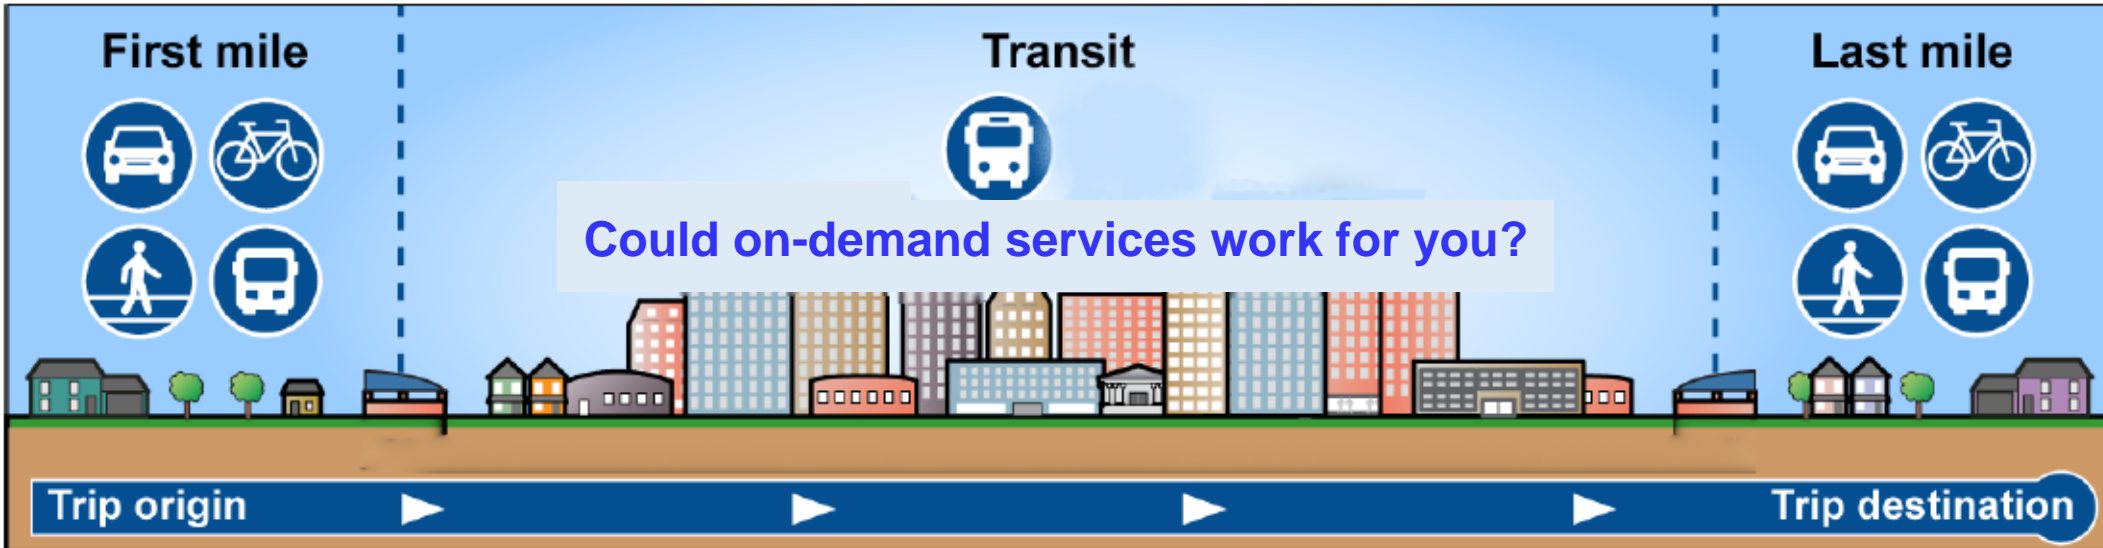 First mile
Transit
Last mile
Could on-demand services work for you?
Trip origin
Trip destination